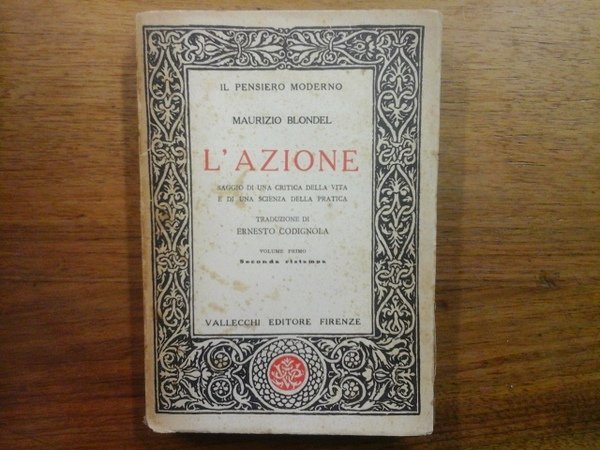 IL PENSIERO MODERNO
MAURIZIO BLONDEL
L'AZIONE
SAGGIO DI UNA CRITICA DELLA VITA
E DI UNA SCIENZA DELLA PRATICA
TRADUZIONE DI
ERNESTO CODIGNOLA
VOLUME PRIMO
Seconda ristampa
VALLECCHI EDITORE FIRENZE